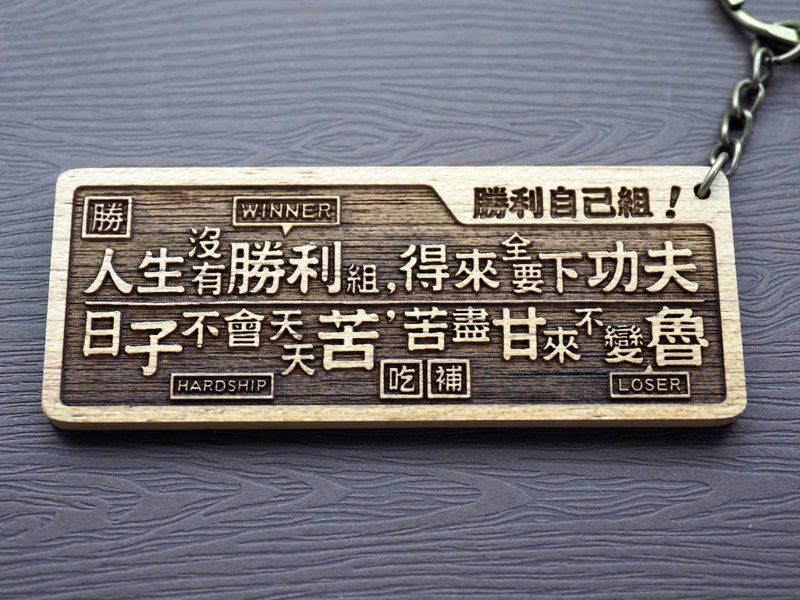 勝利自己組!
勝
WINNER
人生沒有勝利組,得來全要下功夫
日子不會天天苦,苦盡甘來不變魯
HARDSHIP
吃補
LOSER